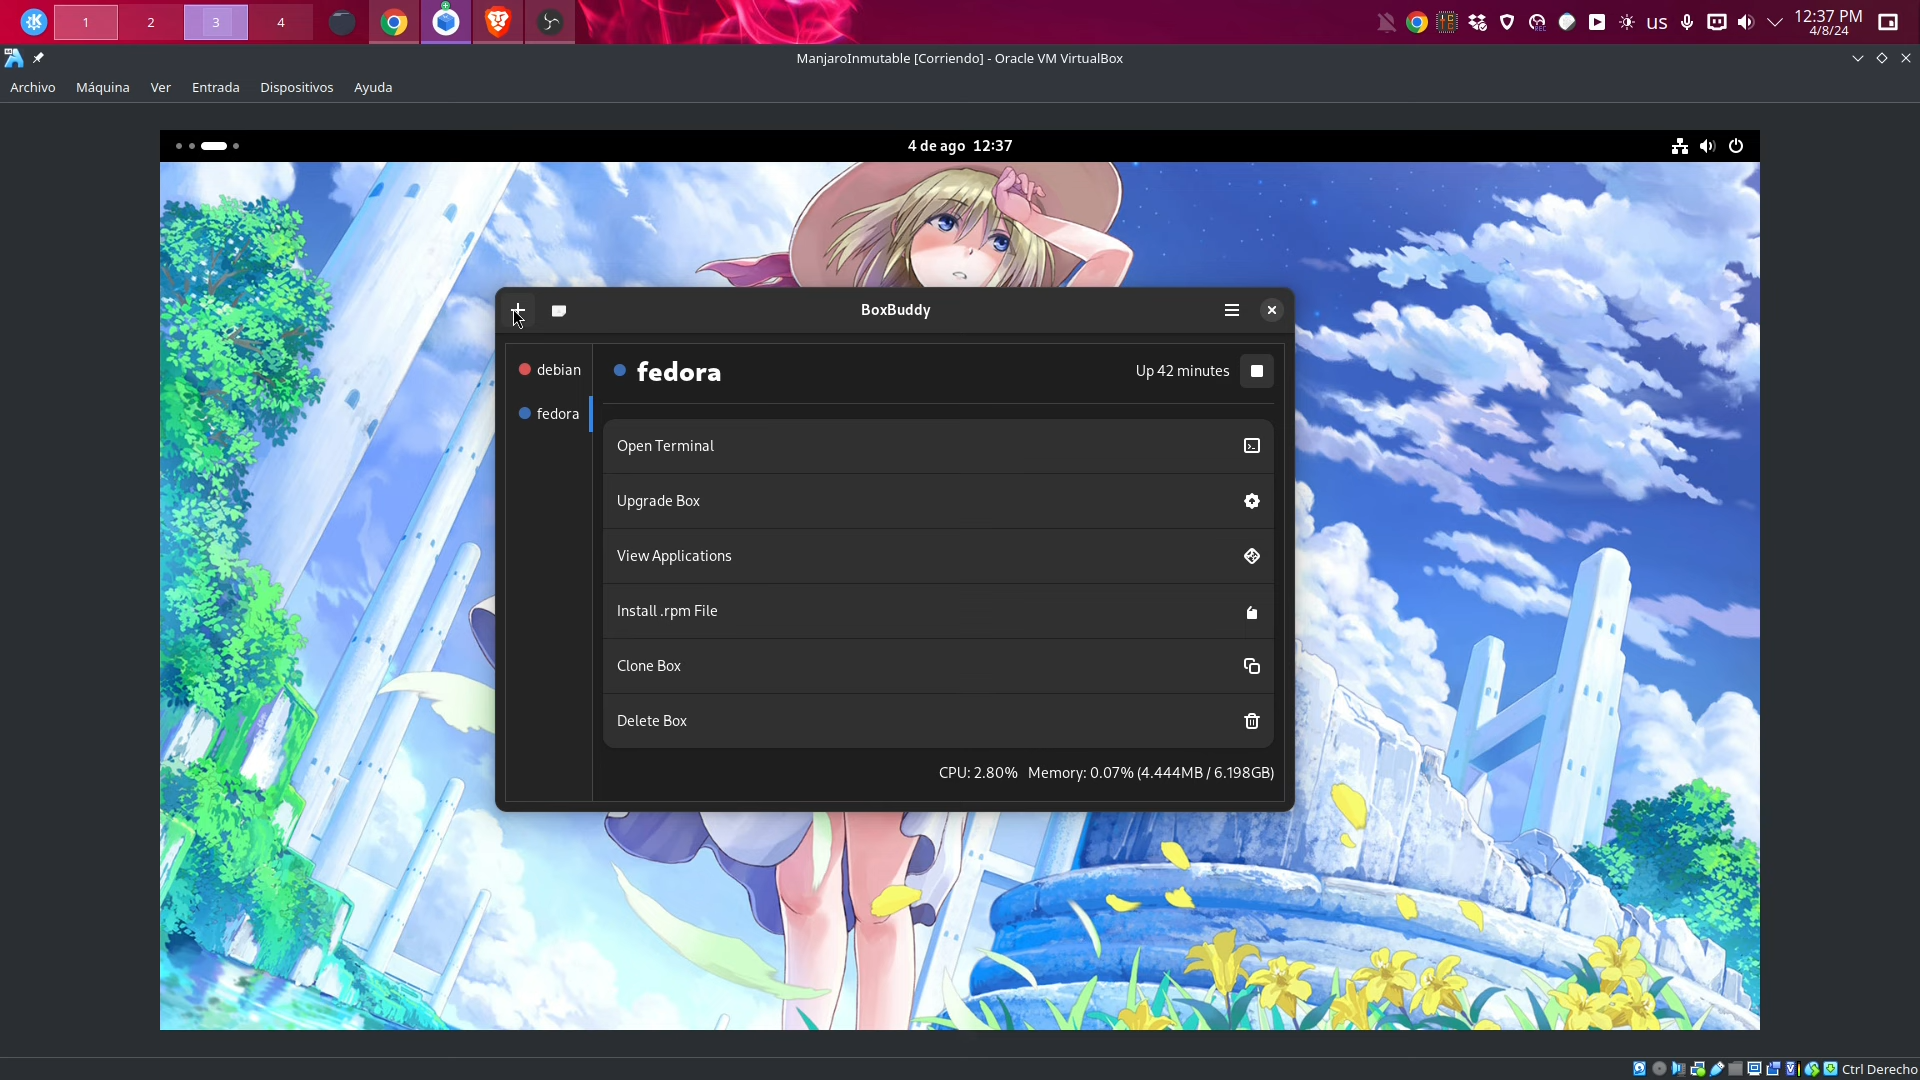 1 2 3 4
us
12:37 PM
4/8/24
ManjaroInmutable [Corriendo] - Oracle VM VirtualBox
Archivo Máquina Ver Entrada Dispositivos Ayuda
4 de ago 12:37
BoxBuddy
debian
fedora
fedora
Up 42 minutes
Open Terminal
Upgrade Box
View Applications
Install .rpm File
Clone Box
Delete Box
CPU: 2.80% Memory: 0.07% (4.444MB / 6.198GB)
Ctrl Derecho